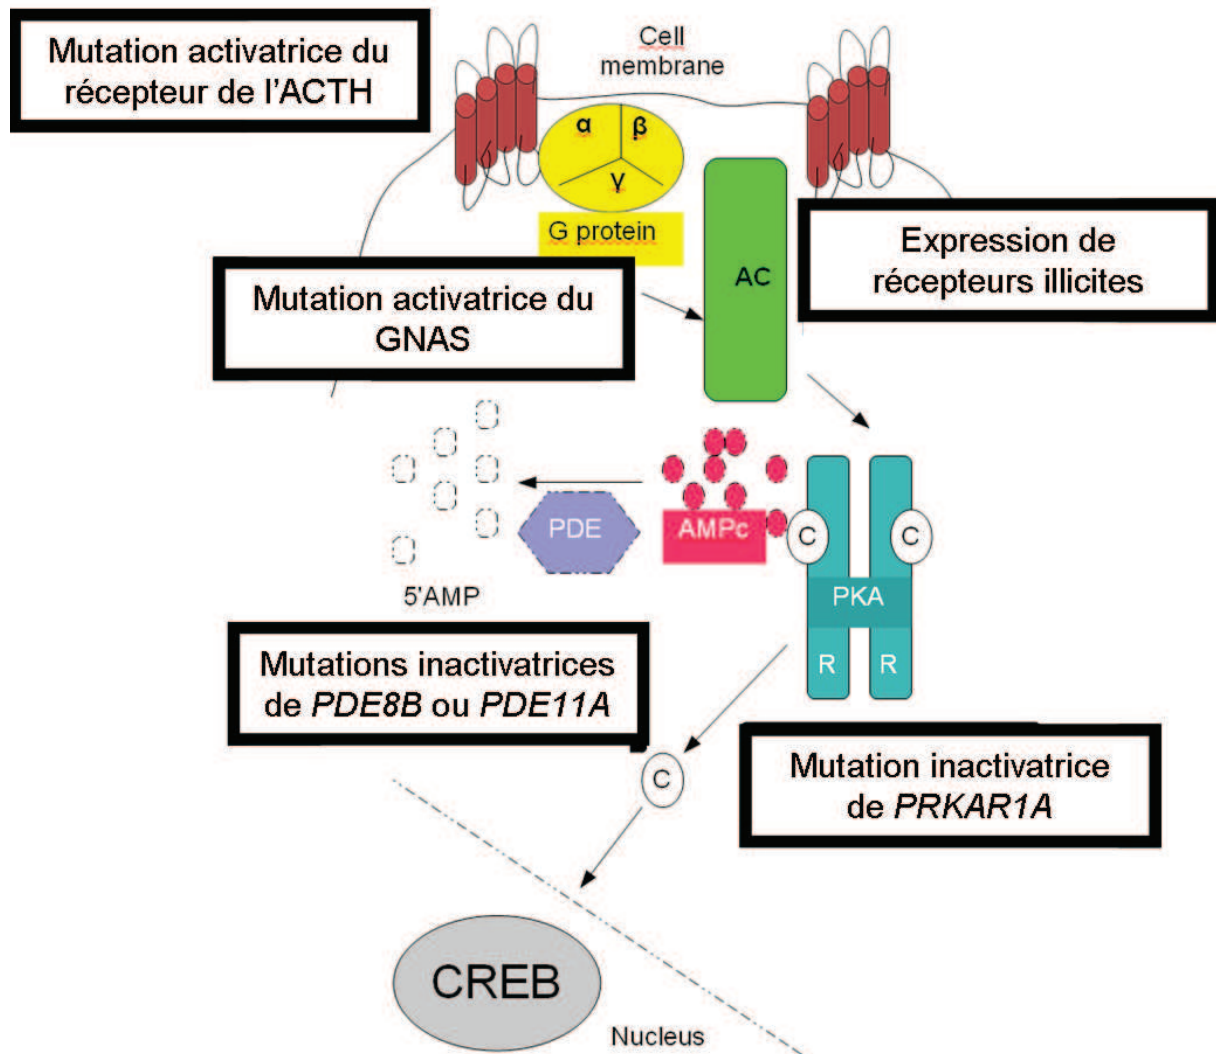 Mutation activatrice du
récepteur de l'ACTH
Cell
membrane
α
β
γ
G protein
AC
Expression de
récepteurs illicites
Mutation activatrice du
GNAS
PDE
AMPc
C
C
PKA
5'AMP
R
R
Mutations inactivatrices
de PDE8B ou PDE11A
C
Mutation inactivatrice
de PRKAR1A
CREB
Nucleus